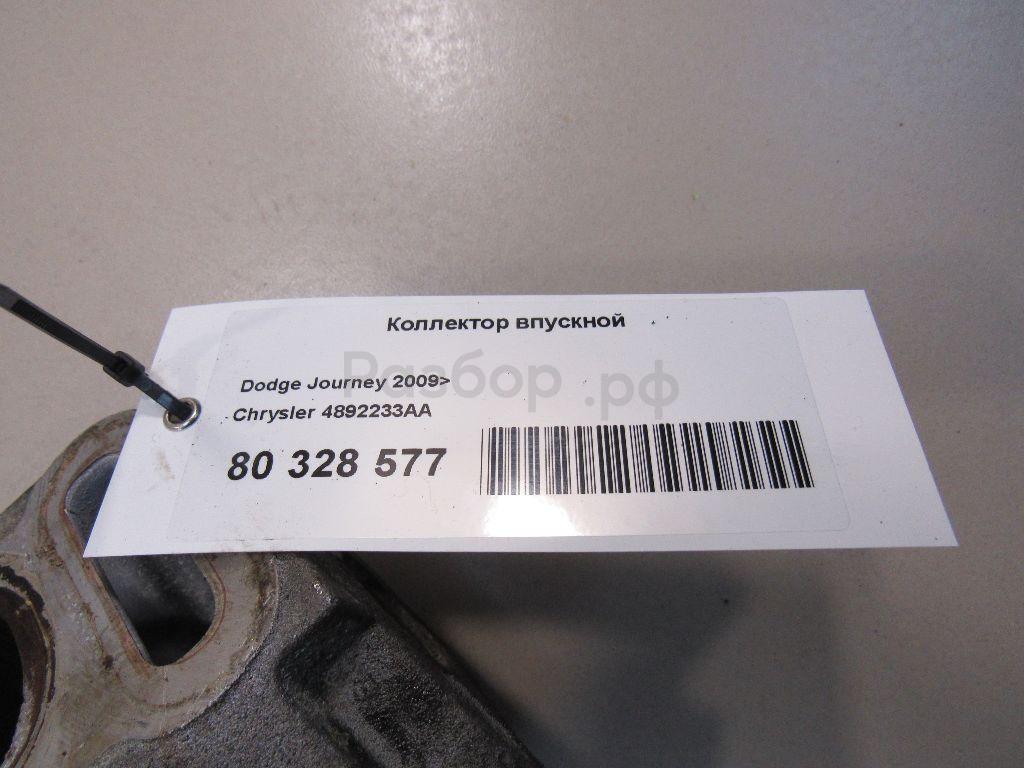 Коллектор впускной
Разбор.рф
Dodge Journey 2009>
Chrysler 4892233AA
80 328 577